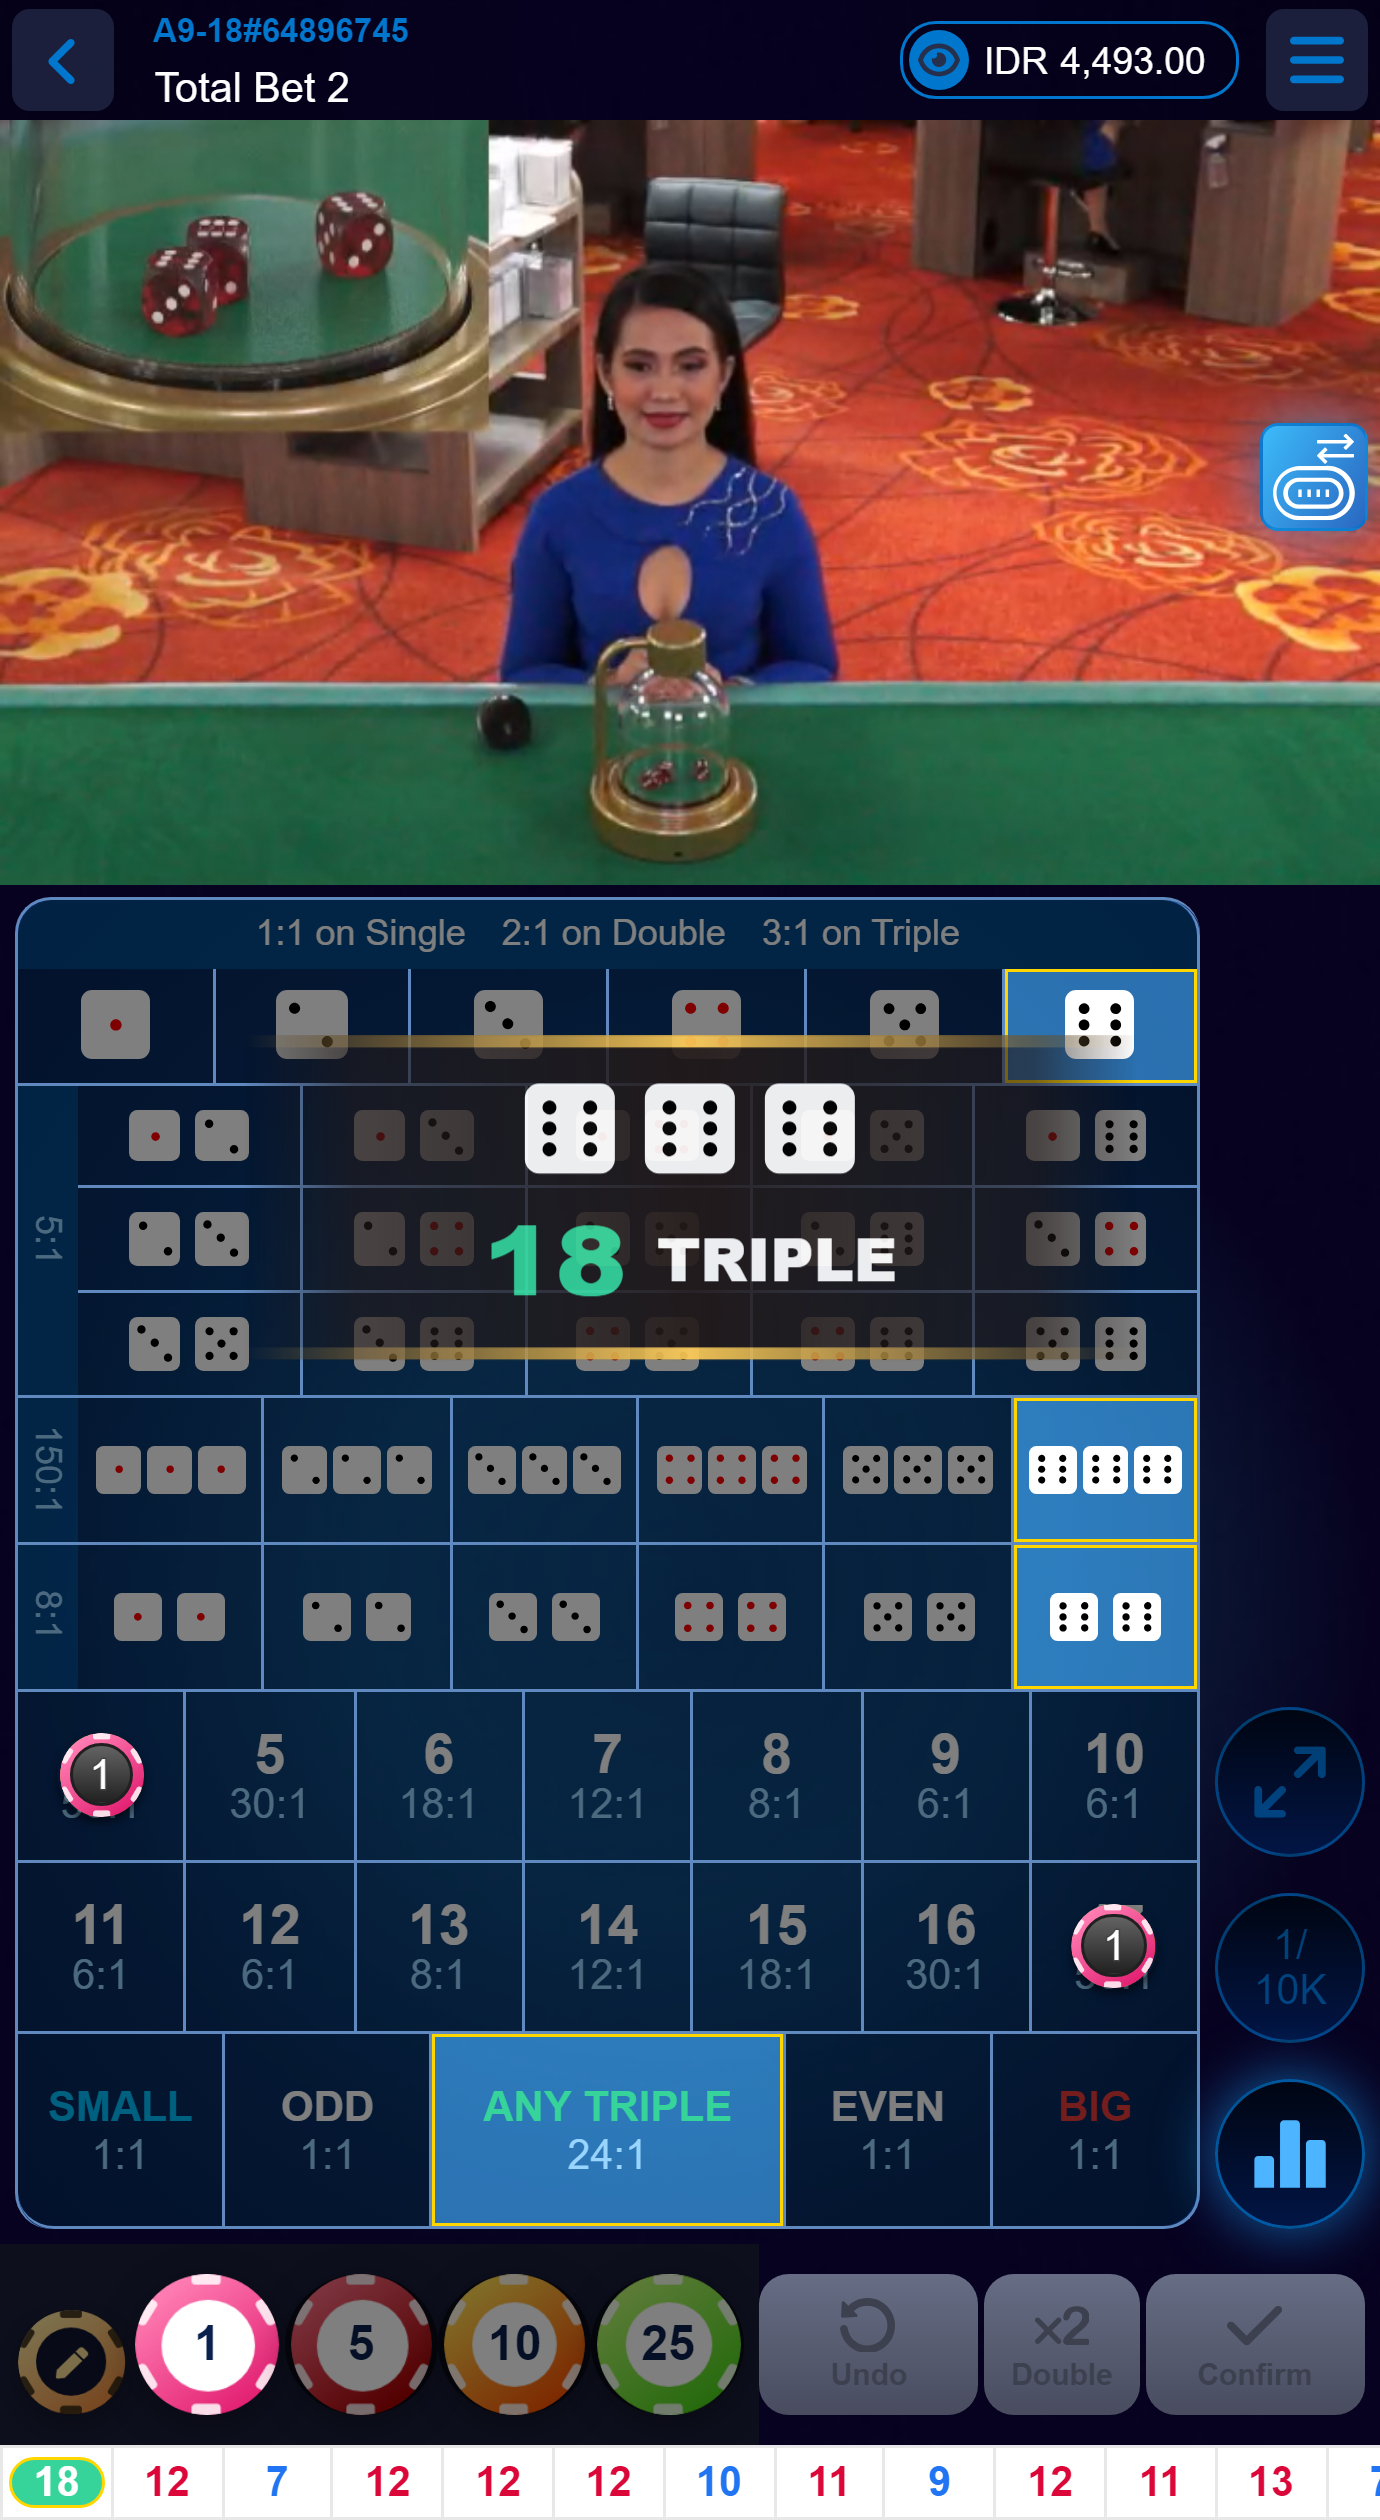 A9-18#64896745
Total Bet 2
IDR 4,493.00
1:1 on Single 2:1 on Double 3:1 on Triple
5:1
18 TRIPLE
150:1
8:1
1 5 6 7 8 9 10
30:1 18:1 12:1 8:1 6:1 6:1
11 12 13 14 15 16 1
6:1 6:1 8:1 12:1 18:1 30:1
1/
10K
SMALL ODD ANY TRIPLE EVEN BIG
1:1 1:1 24:1 1:1 1:1
1 5 10 25 x2
Undo Double Confirm
18 12 7 12 12 12 10 11 9 12 11 13